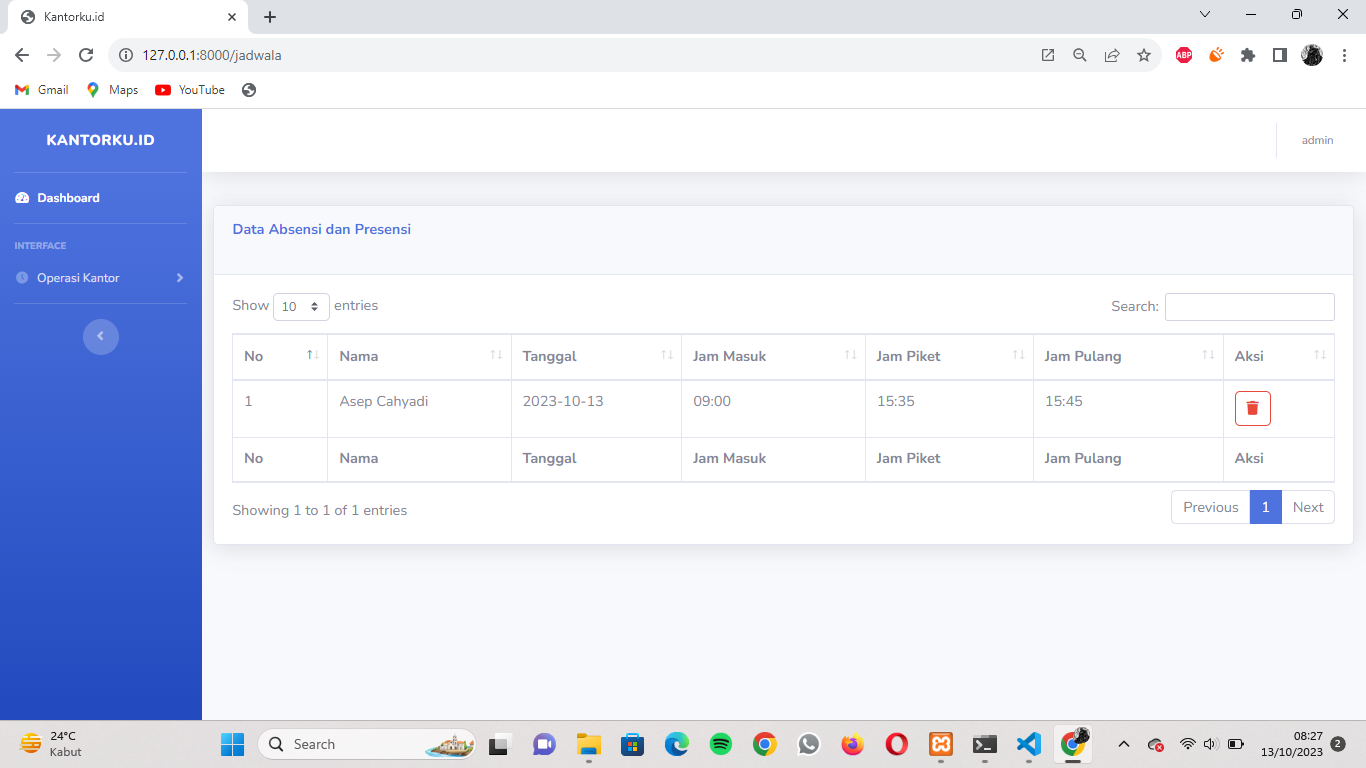 Kantorku.id
127.0.0.1:8000/jadwala
ABP
Gmail Maps YouTube
KANTORKU.ID
admin
Dashboard
INTERFACE
Operasi Kantor
Data Absensi dan Presensi
Show 10 entries Search:
No Nama Tanggal Jam Masuk Jam Piket Jam Pulang Aksi
1 Asep Cahyadi 2023-10-13 09:00 15:35 15:45
No Nama Tanggal Jam Masuk Jam Piket Jam Pulang Aksi
Showing 1 to 1 of 1 entries Previous 1 Next
24°C
Kabut
Search
08:27
13/10/2023
2